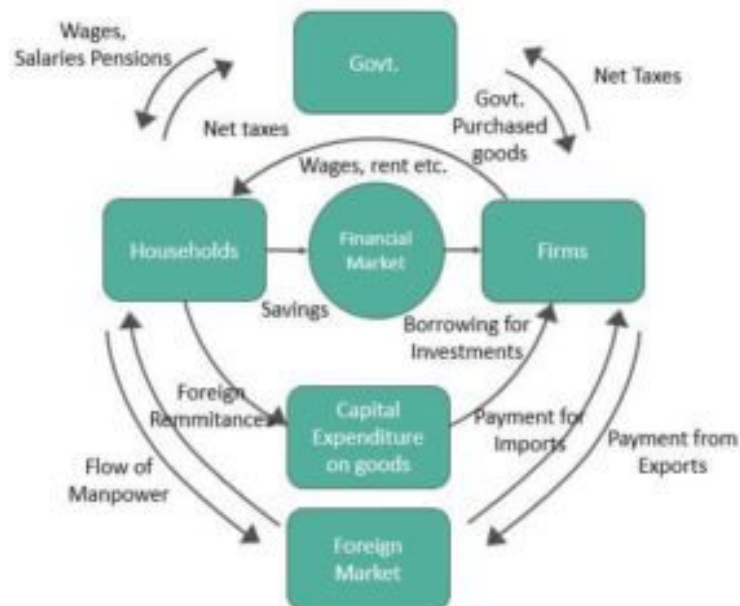 Wages,
Salaries Pensions
Govt.
Net Taxes
Net taxes
Govt.
Purchased
goods
Wages, rent etc.
Households
Financial
Market
Firms
Savings
Borrowing for
Investments
Foreign
Remmitances
Capital
Expenditure
on goods
Payment for
Imports
Payment from
Exports
Flow of
Manpower
Foreign
Market